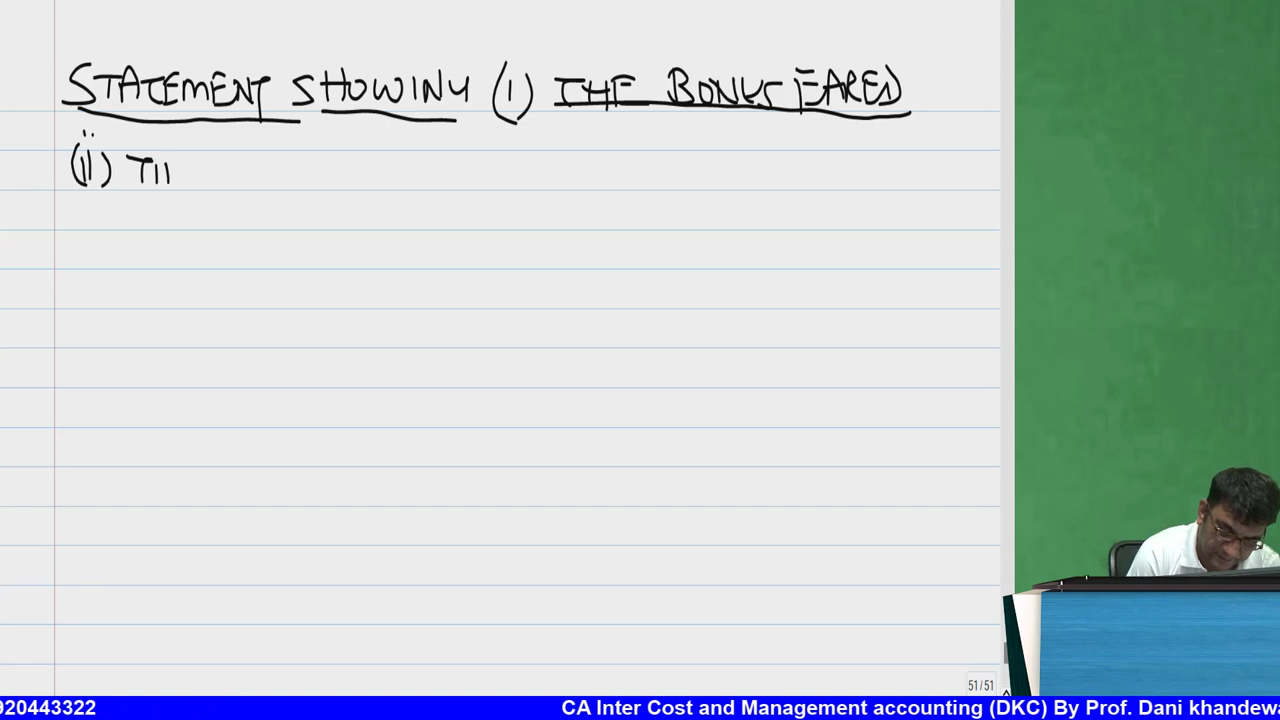 STATEMENT SHOWING (i) THE BONUS EARED
(ii) TH
51/51
920443322 CA Inter Cost and Management accounting (DKC) By Prof. Dani khandewa